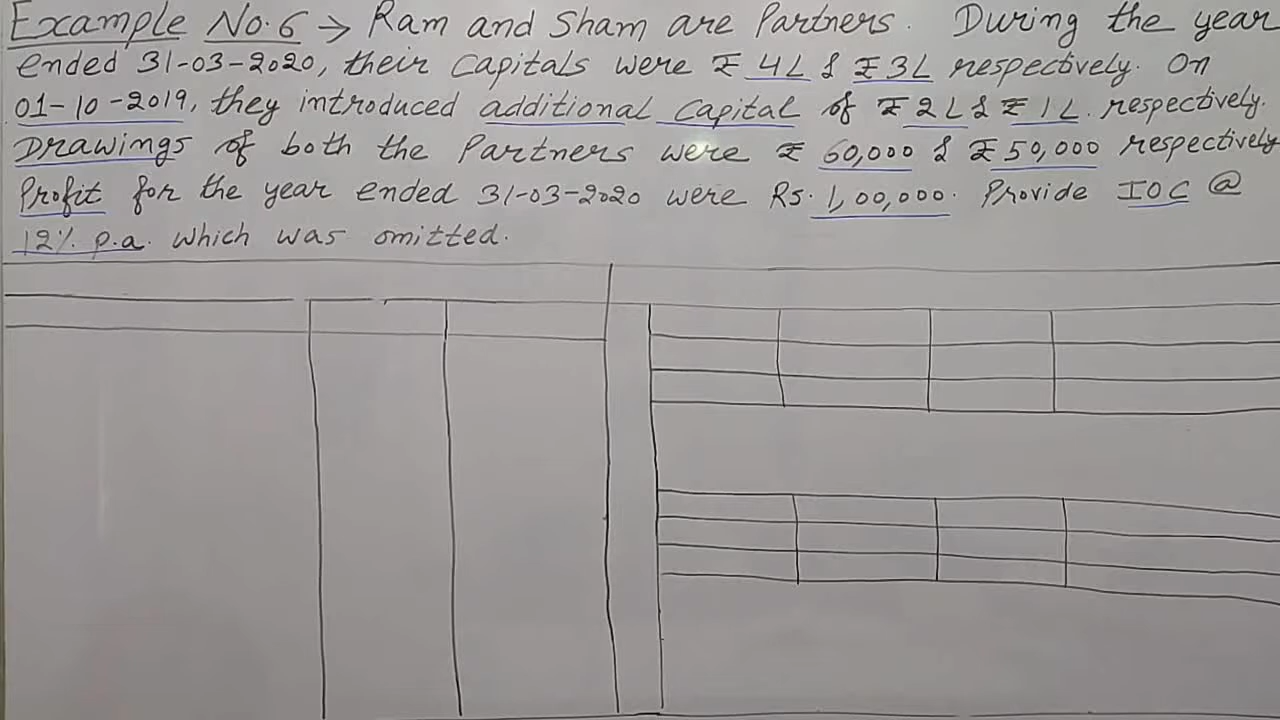 Example No.6 → Ram and Sham are Partners. During the year
ended 31-03-2020, their capitals were ₹ 4L & ₹ 3L respectively. On
01-10-2019, they introduced additional capital of ₹ 2L & ₹ 1L respectively.
Drawings of both the Partners were ₹ 60,000 & ₹ 50,000 respectively
Profit for the year ended 31-03-2020 were Rs. 1,00,000. Provide IOC @
12% p.a. which was omitted.